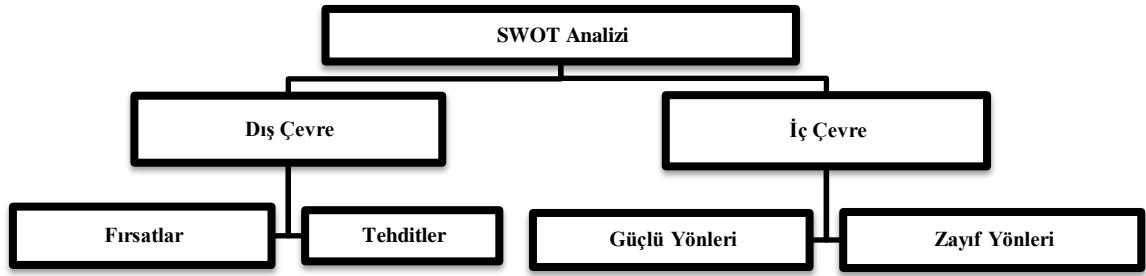 SWOT Analizi
Dış Çevre
İç Çevre
Fırsatlar
Tehditler
Güçlü Yönleri
Zayıf Yönleri